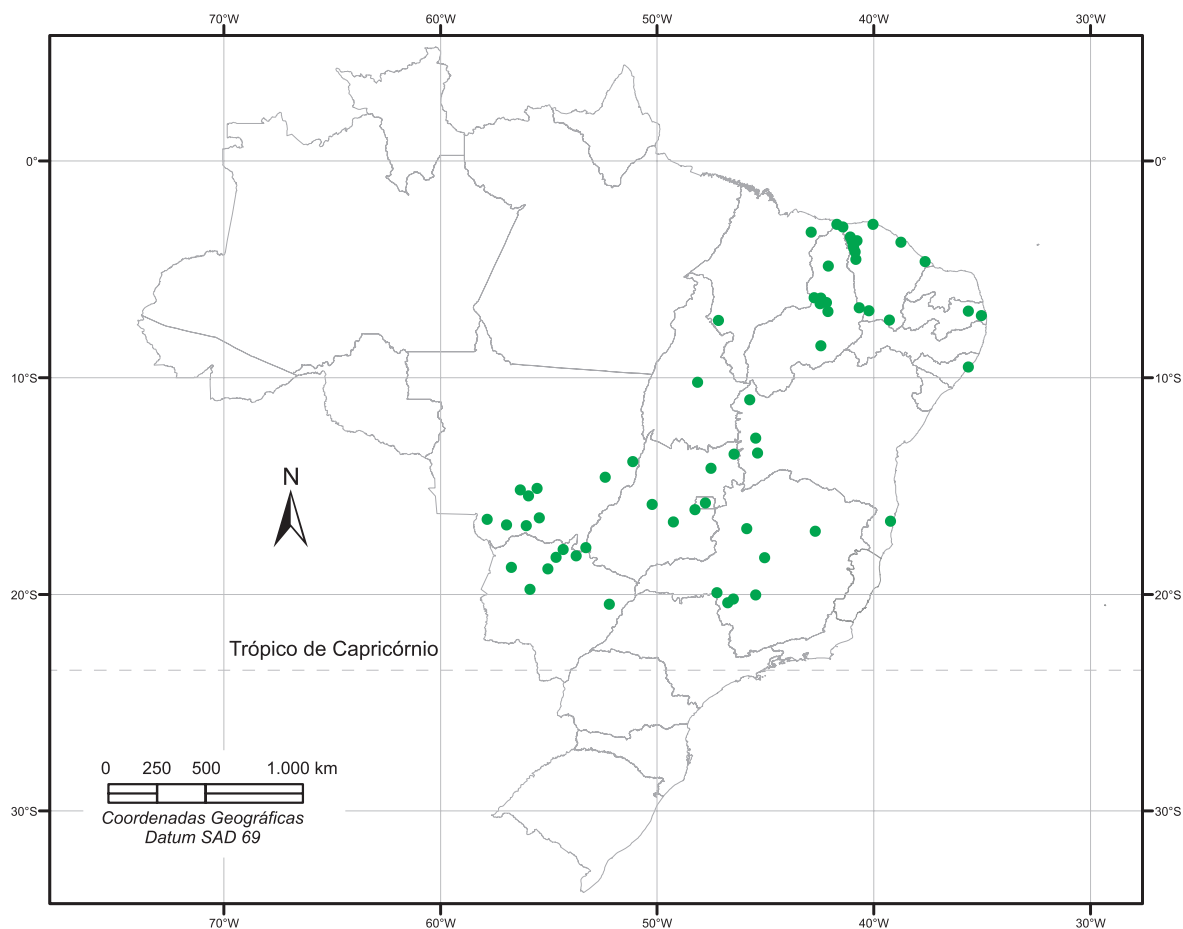 70°W 60°W 50°W 40°W 30°W
0° 0°
10°S 10°S
N
20°S 20°S
Trópico de Capricórnio
0 250 500 1.000 km
30°S 30°S
Coordenadas Geográficas
Datum SAD 69
70°W 60°W 50°W 40°W 30°W